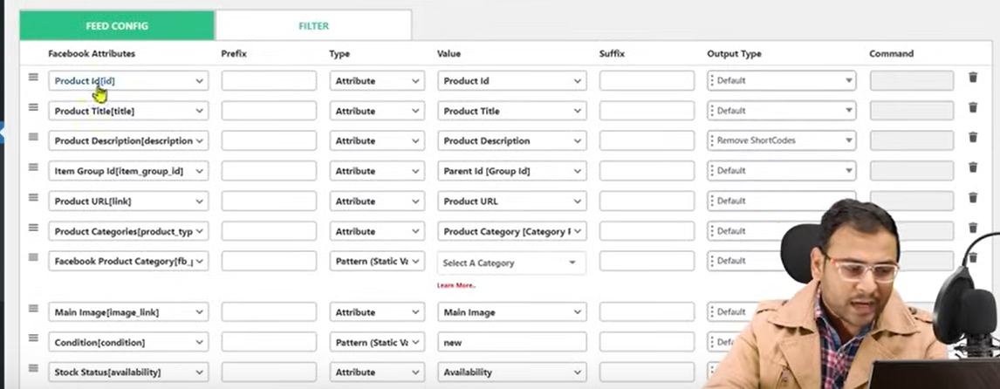 FEED CONFIG FILTER
Facebook Attributes Prefix Type Value Suffix Output Type Command
Product Id[id] Attribute Product Id Default
Product Title[title] Attribute Product Title Default
Product Description[description Attribute Product Description Remove ShortCodes
Item Group Id[item_group_id] Attribute Parent Id [Group Id] Default
Product URL[link] Attribute Product URL Default
Product Categories[product_typ Attribute Product Category [Category F Default
Facebook Product Category[fb_ Pattern (Static Va Select A Category Default
Learn More..
Main Image[image_link] Attribute Main Image Default
Condition[condition] Pattern (Static Va new Defa
Stock Status[availability] Attribute Availability